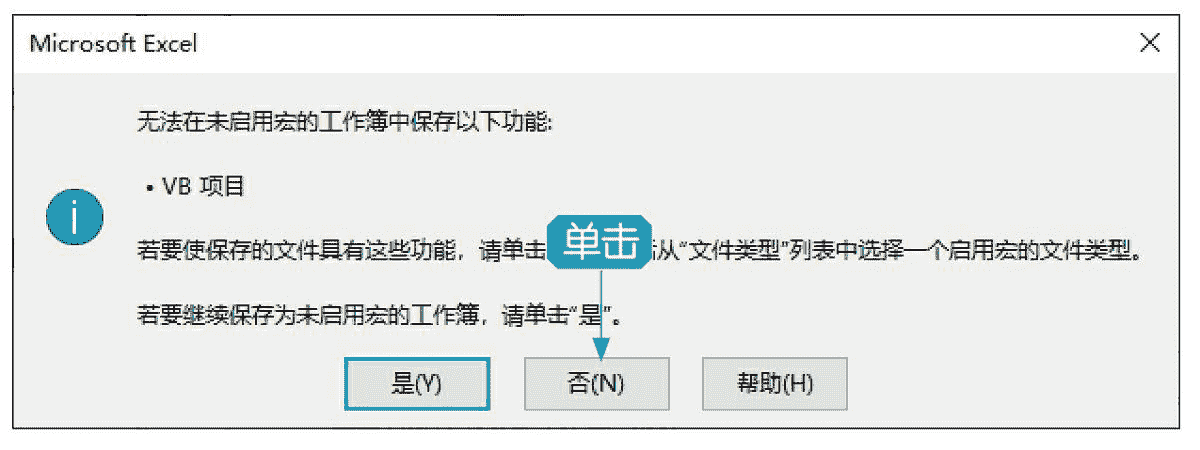 Microsoft Excel
无法在未启用宏的工作簿中保存以下功能:
• VB 项目
i
若要使保存的文件具有这些功能，请单击 后从“文件类型”列表中选择一个启用宏的文件类型。
单击
若要继续保存为未启用宏的工作簿，请单击“是”。
是(Y)
否(N)
帮助(H)